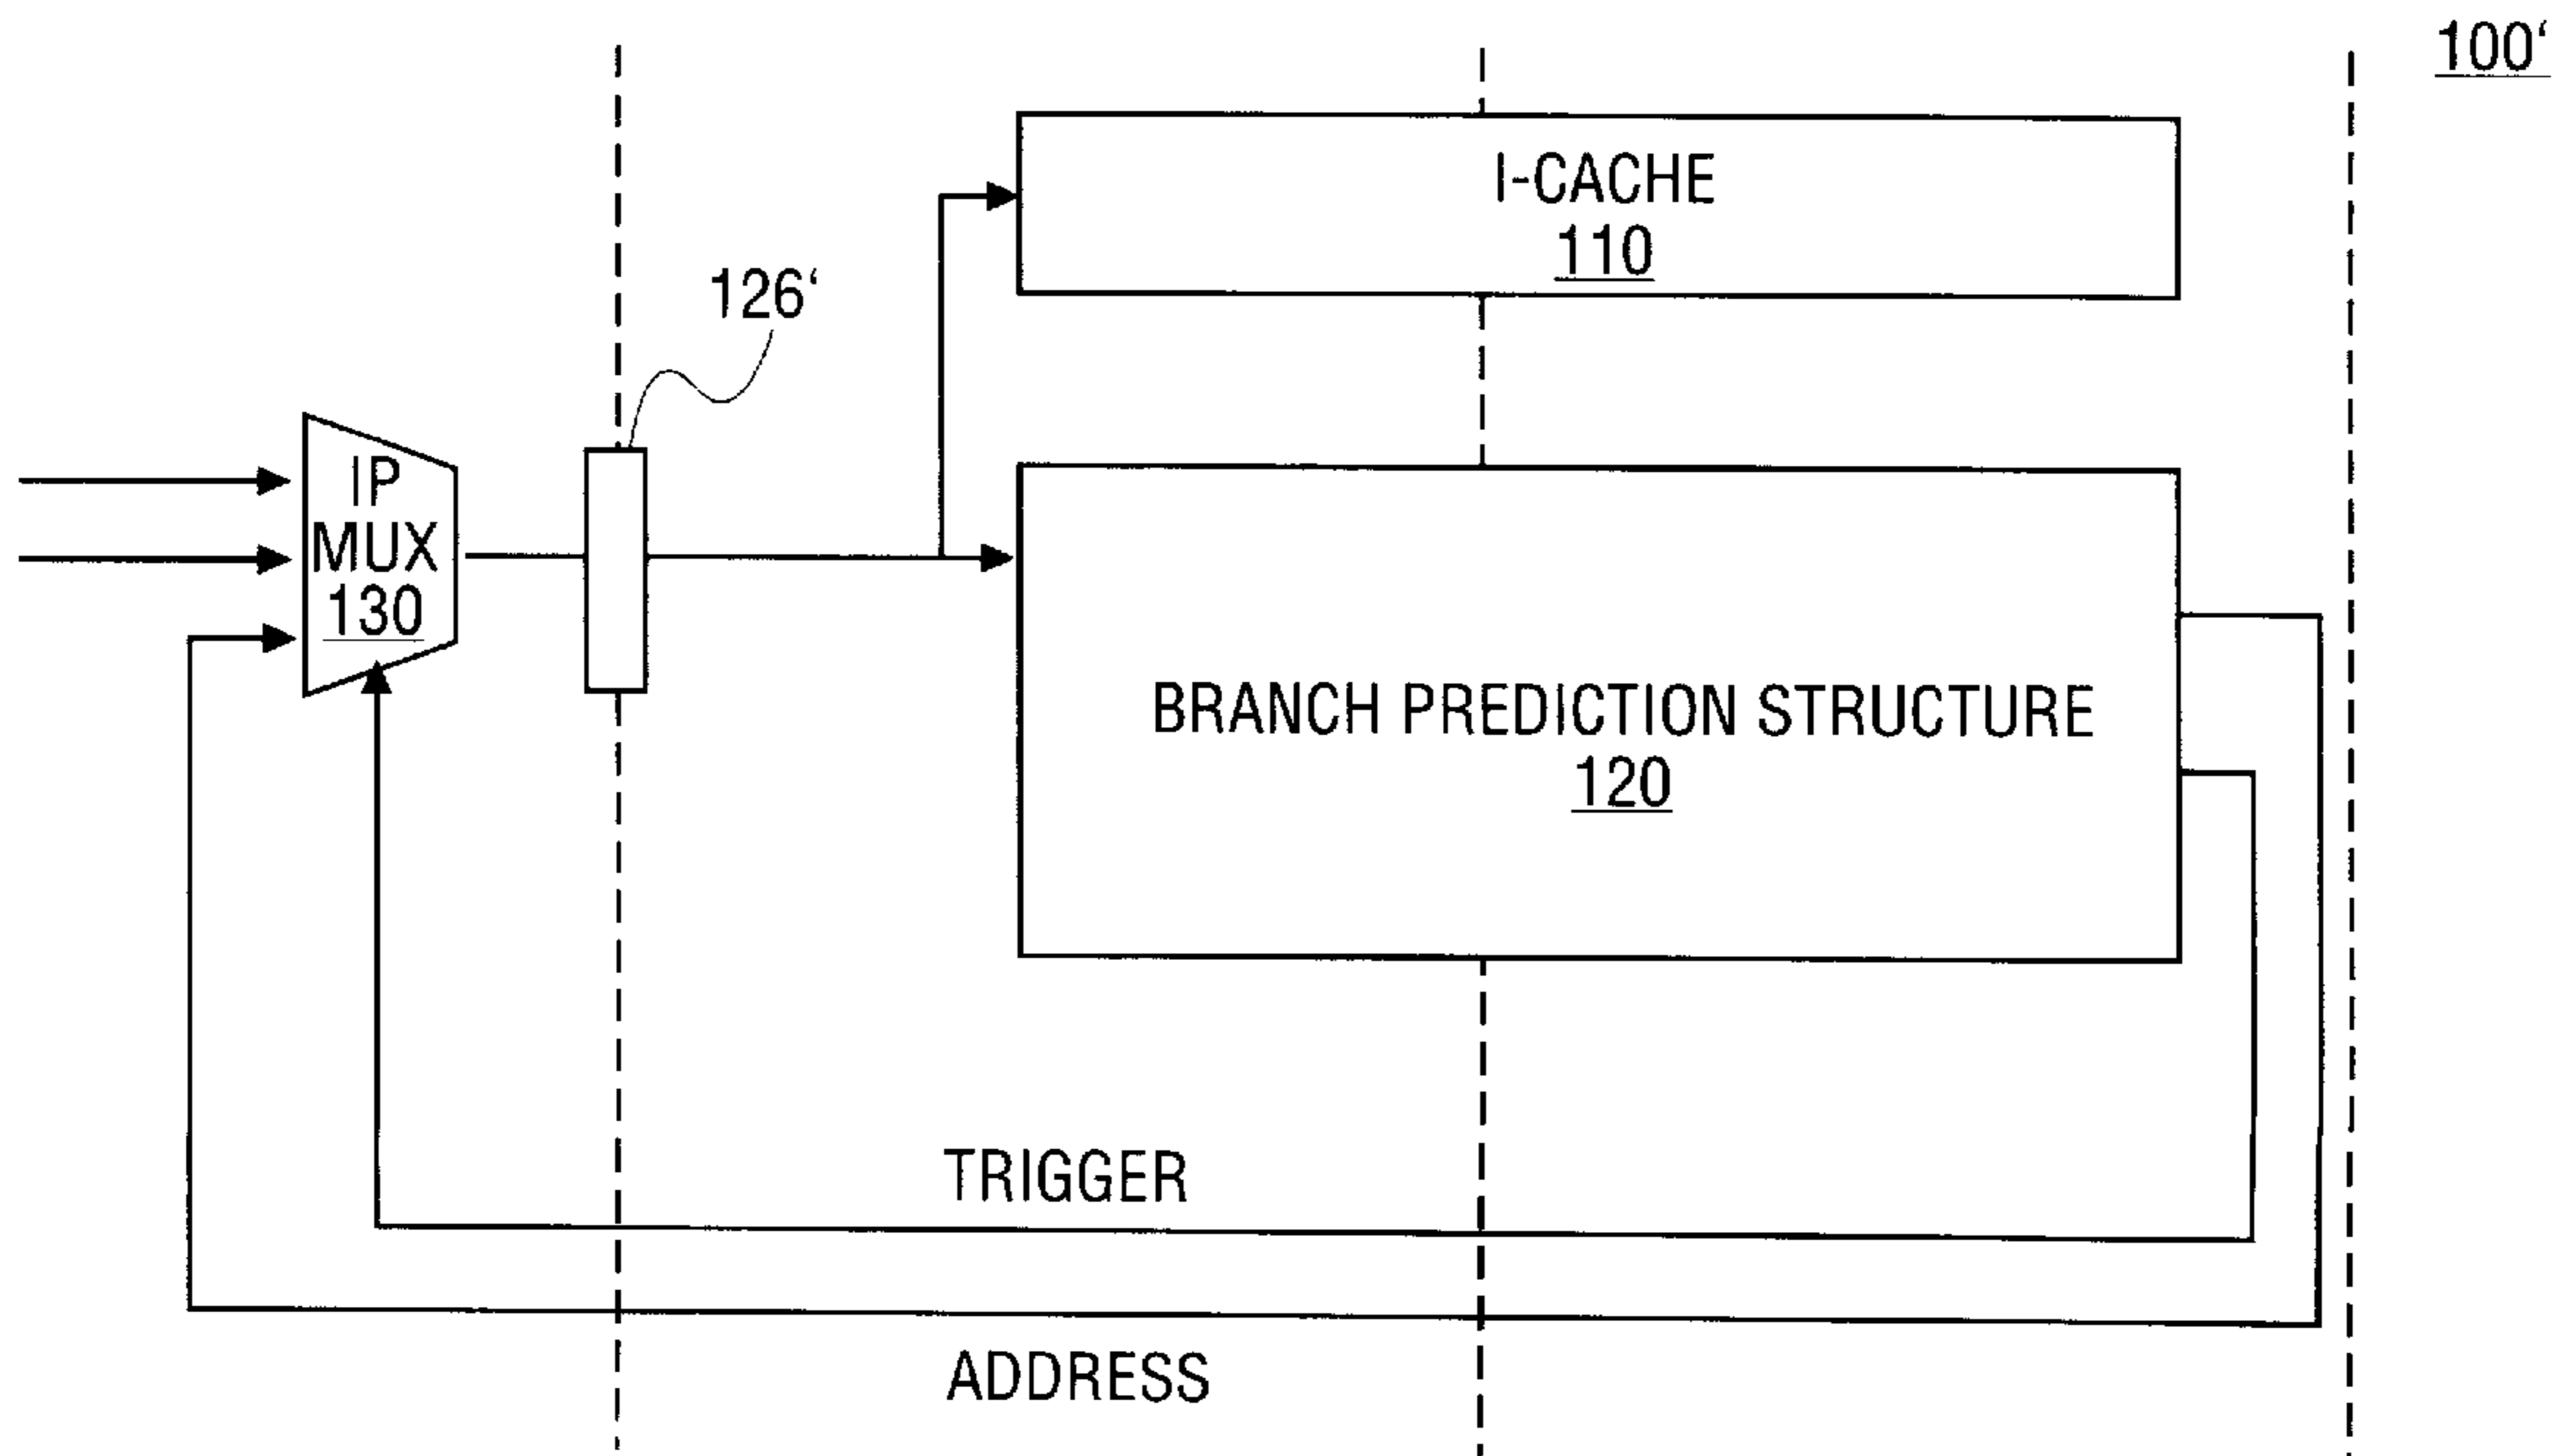 100‘
I-CACHE
110
126‘
IP
MUX
130
BRANCH PREDICTION STRUCTURE
120
TRIGGER
ADDRESS